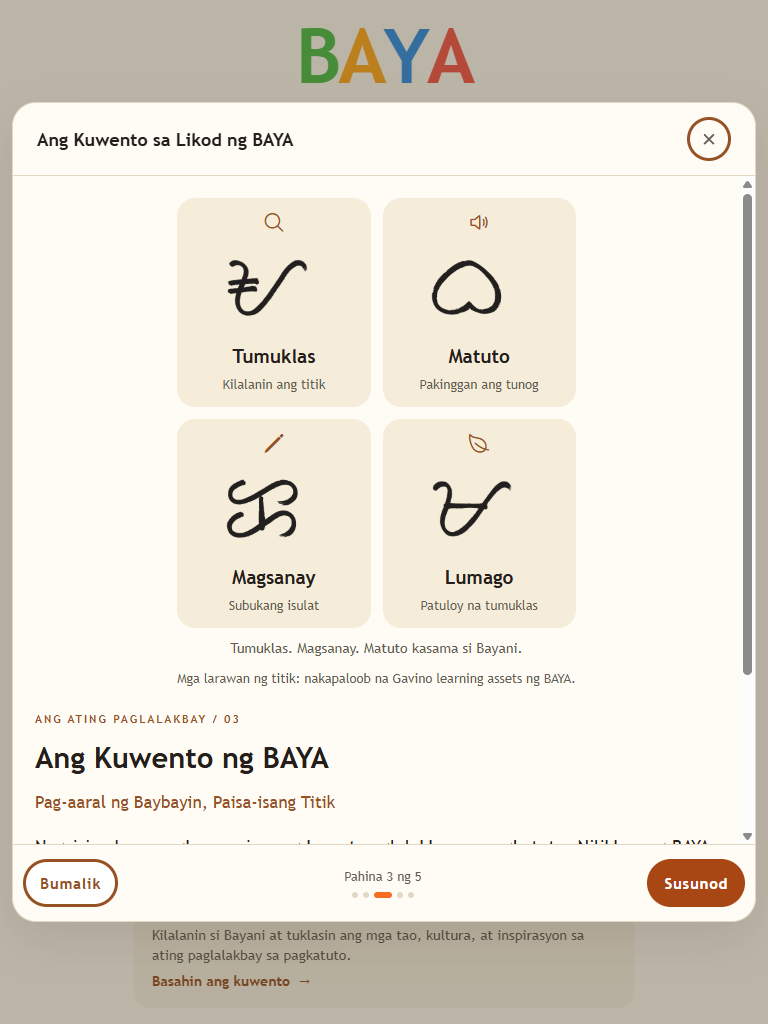 BAYA
Ang Kuwento sa Likod ng BAYA
ᜊ
Tumuklas
Matuto
Kilalanin ang titik
Pakinggan ang tunog
Magsanay
Lumago
Subukang isulat
Patuloy na tumuklas
Tumuklas. Magsanay. Matuto kasama si Bayani.
Mga larawan ng titik: nakapaloob na Gavino learning assets ng BAYA.
ANG ATING PAGLALAKBAY / 03
Ang Kuwento ng BAYA
Pag-aaral ng Baybayin, Paisa-isang Titik
Bumalik
Pahina 3 ng 5
Susunod
Kilalanin si Bayani at tuklasin ang mga tao, kultura, at inspirasyon sa
ating paglalakbay sa pagkatuto.
Basahin ang kuwento →